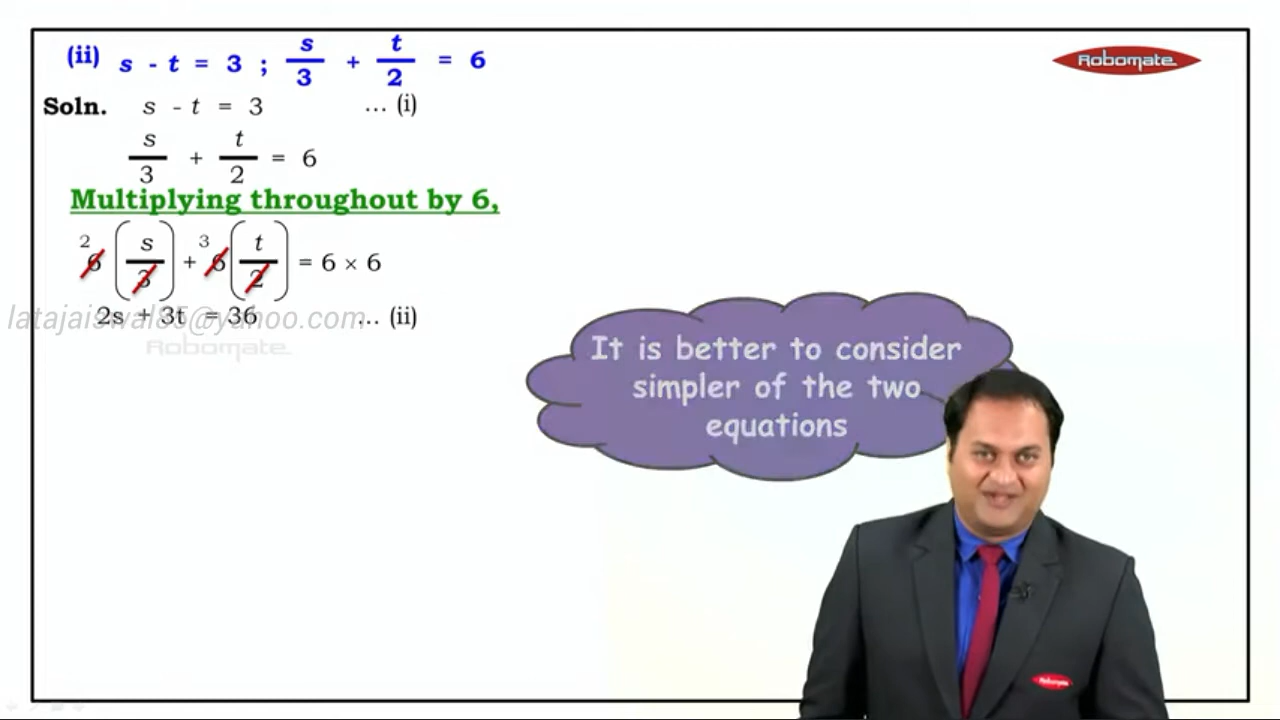 (ii) s - t = 3 ; s/3 + t/2 = 6
Robomate
Soln. s - t = 3 ... (i)
s/3 + t/2 = 6
Multiplying throughout by 6,
2 6 (s/3) + 3 6 (t/2) = 6 × 6
2s + 3t = 36 ... (ii)
latajaiswal85@yahoo.com
Robomate
It is better to consider
simpler of the two
equations
Robomate